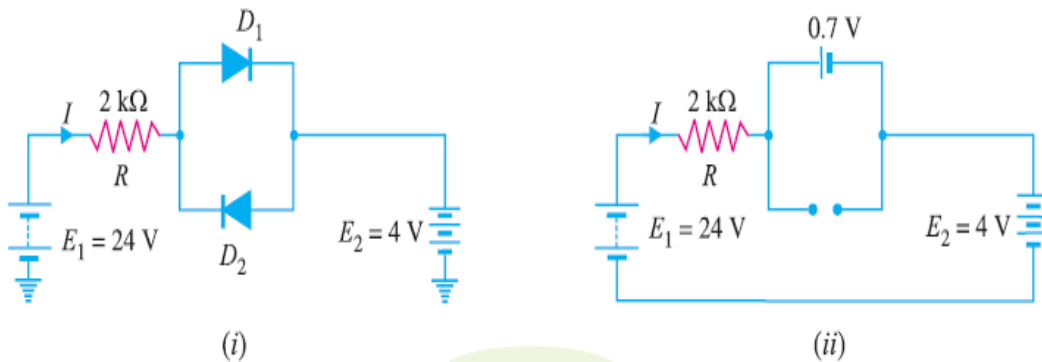 D₁
0.7 V
I
2 kΩ
R
E₁ = 24 V
D₂
E₂ = 4 V
I
2 kΩ
R
E₁ = 24 V
E₂ = 4 V
(i)
(ii)